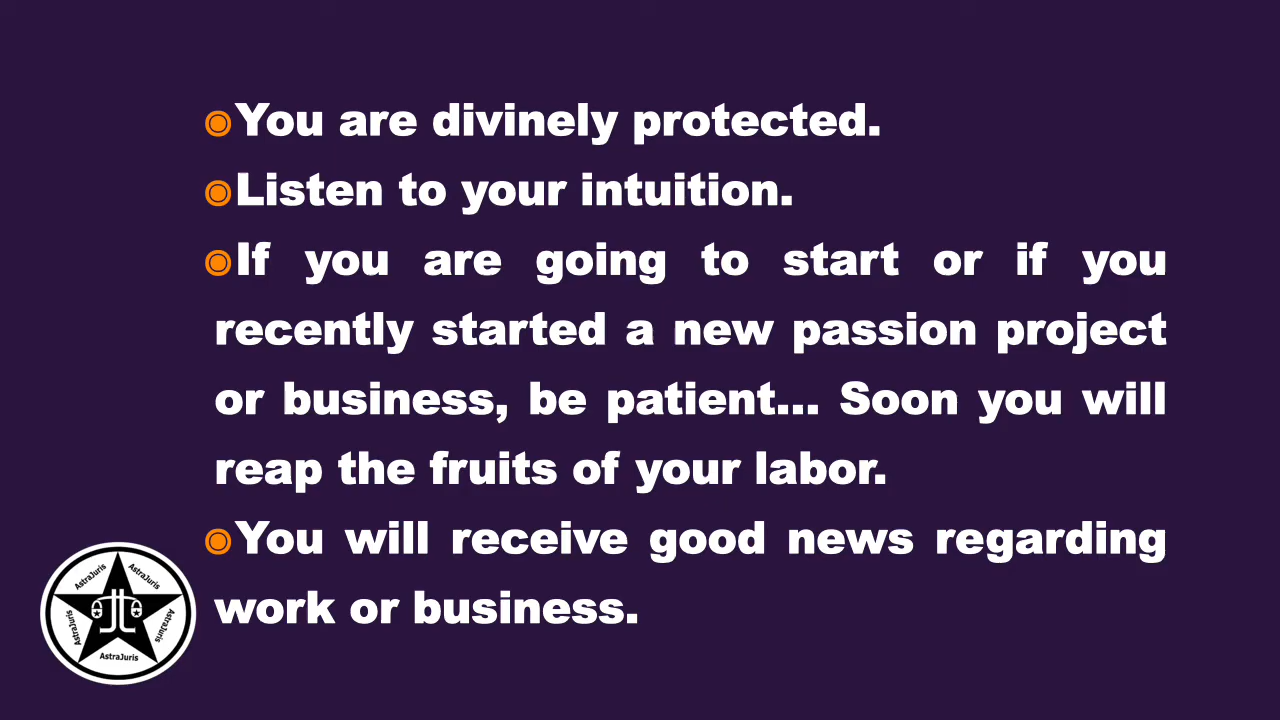 ◉You are divinely protected.
◉Listen to your intuition.
◉If you are going to start or if you
recently started a new passion project
or business, be patient... Soon you will
reap the fruits of your labor.
◉You will receive good news regarding
work or business.
AstraJuris
AstraJuris
AstraJuris
AstraJuris
AstraJuris